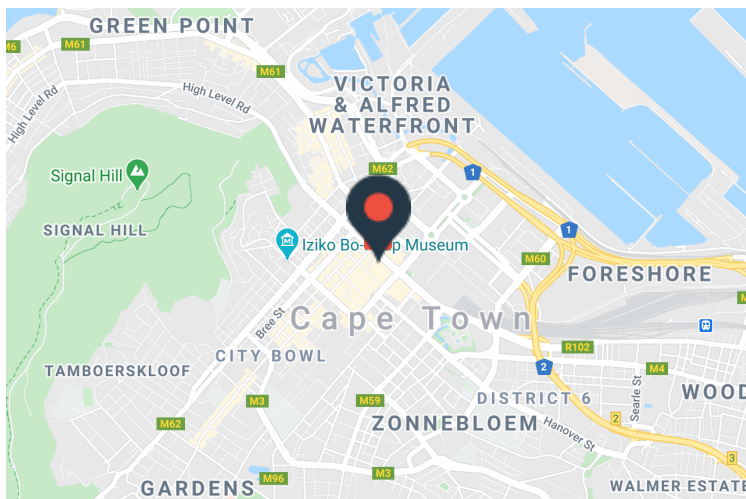 GREEN POINT
M6
M61
M61
High Level Rd
High Level Rd
VICTORIA
& ALFRED
WATERFRONT
M62
1
Signal Hill
SIGNAL HILL
M
Iziko Bo-
p Museum
1
M60
FORESHORE
Bree St
Cape Town
CITY BOWL
R102
TAMBOERSKLOOF
M4
2
Searle St
WOOD
M3
M59
DISTRICT 6
2
M62
ZONNEBLOEM
Hanover St
3
M3
M96
GARDENS
WALMER ESTATE